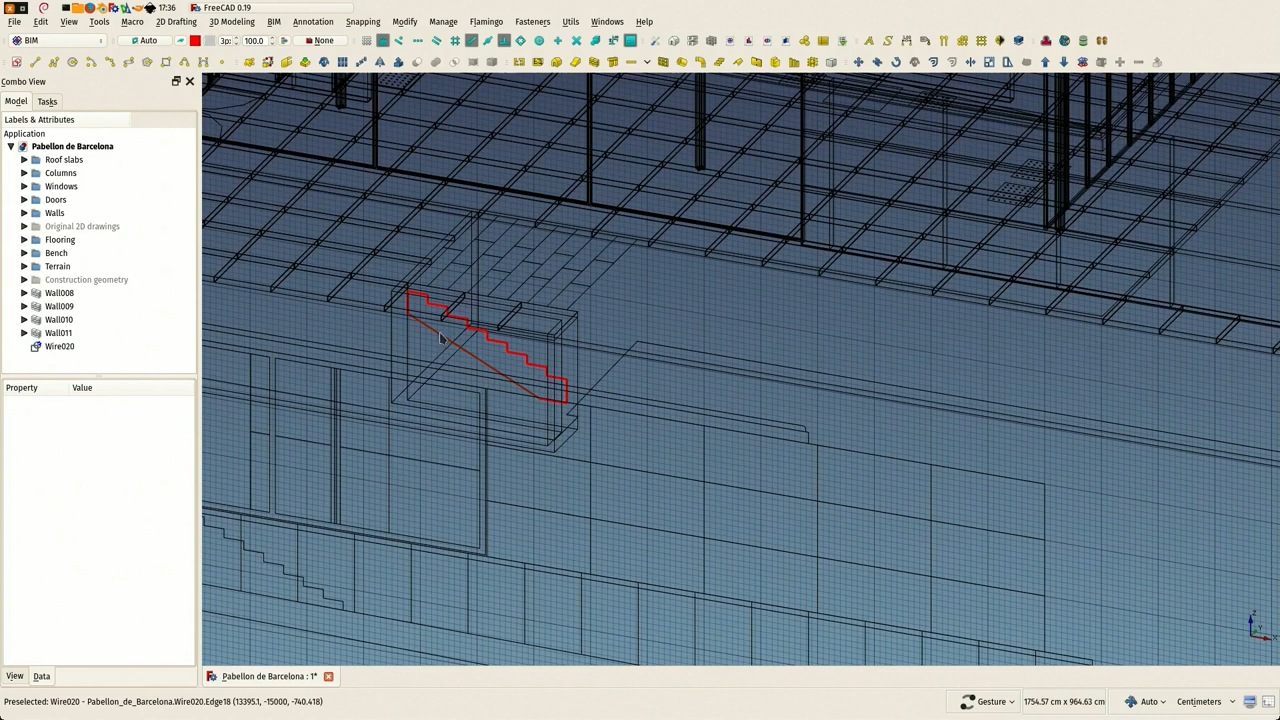 17:36 FreeCAD 0.19
File Edit View Tools Macro 2D Drafting 3D Modeling BIM Annotation Snapping Modify Manage Flamingo Fasteners Utils Windows Help
BIM Auto 3p: 100.0 None
Combo View
Model Tasks
Labels & Attributes
Application
Pabellon de Barcelona
Roof slabs
Columns
Windows
Doors
Walls
Original 2D drawings
Flooring
Bench
Terrain
Construction geometry
Wall008
Wall009
Wall010
Wall011
Wire020
Property Value
Z
Y
X
View Data
Pabellon de Barcelona : 1*
Preselected: Wire020 - Pabellon_de_Barcelona.Wire020.Edge18 (13395.1, -15000, -740.418)
Gesture 1754.57 cm x 964.63 cm Auto Centimeters